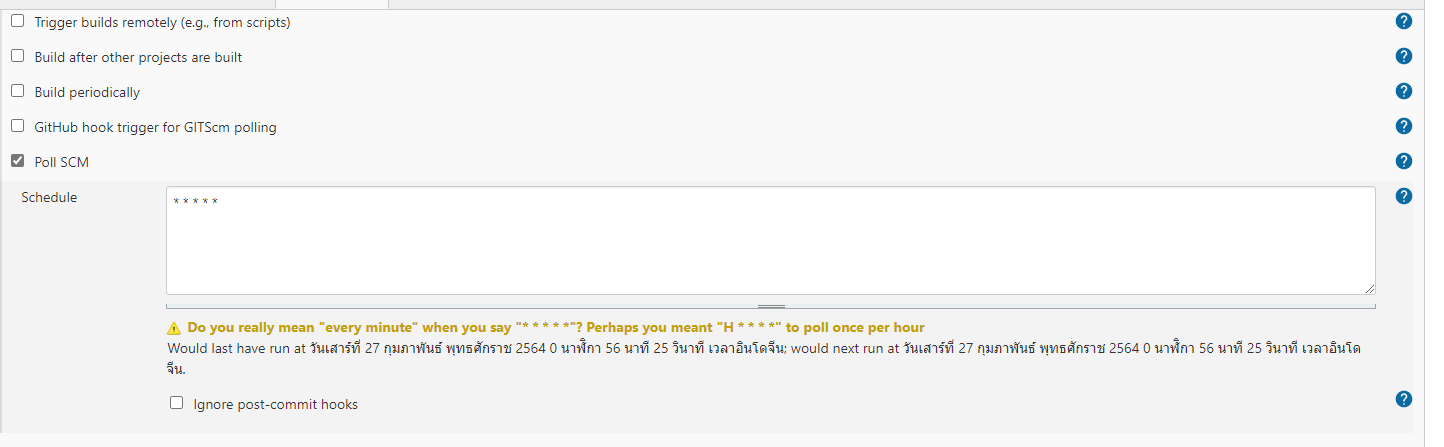 Trigger builds remotely (e.g., from scripts)
Build after other projects are built
Build periodically
GitHub hook trigger for GITScm polling
Poll SCM
Schedule
* * * * *
Do you really mean "every minute" when you say "* * * * *"? Perhaps you meant "H * * * *" to poll once per hour
Would last have run at วันเสาร์ที่ 27 กุมภาพันธ์ พุทธศักราช 2564 0 นาฬิกา 56 นาที 25 วินาที เวลาอินโดจีน; would next run at วันเสาร์ที่ 27 กุมภาพันธ์ พุทธศักราช 2564 0 นาฬิกา 56 นาที 25 วินาที เวลาอินโด
จีน.
Ignore post-commit hooks